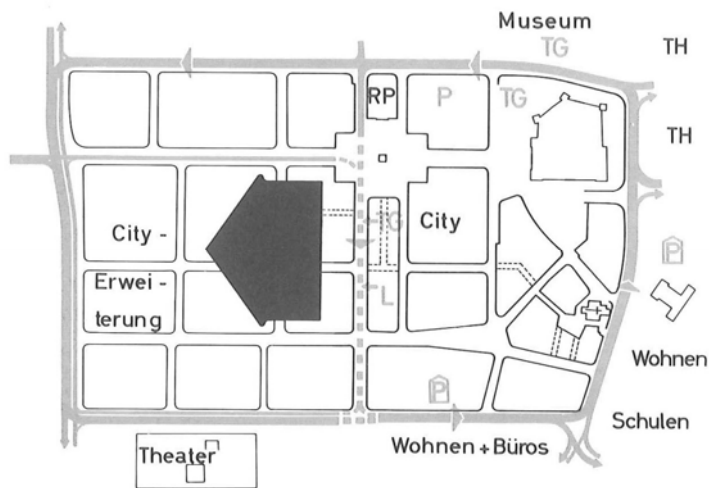 Museum
TG
TH
RP
P
TG
TH
City -
TG
City
P
Erwei -
terung
L
Wohnen
P
Schulen
Theater
Wohnen + Büros